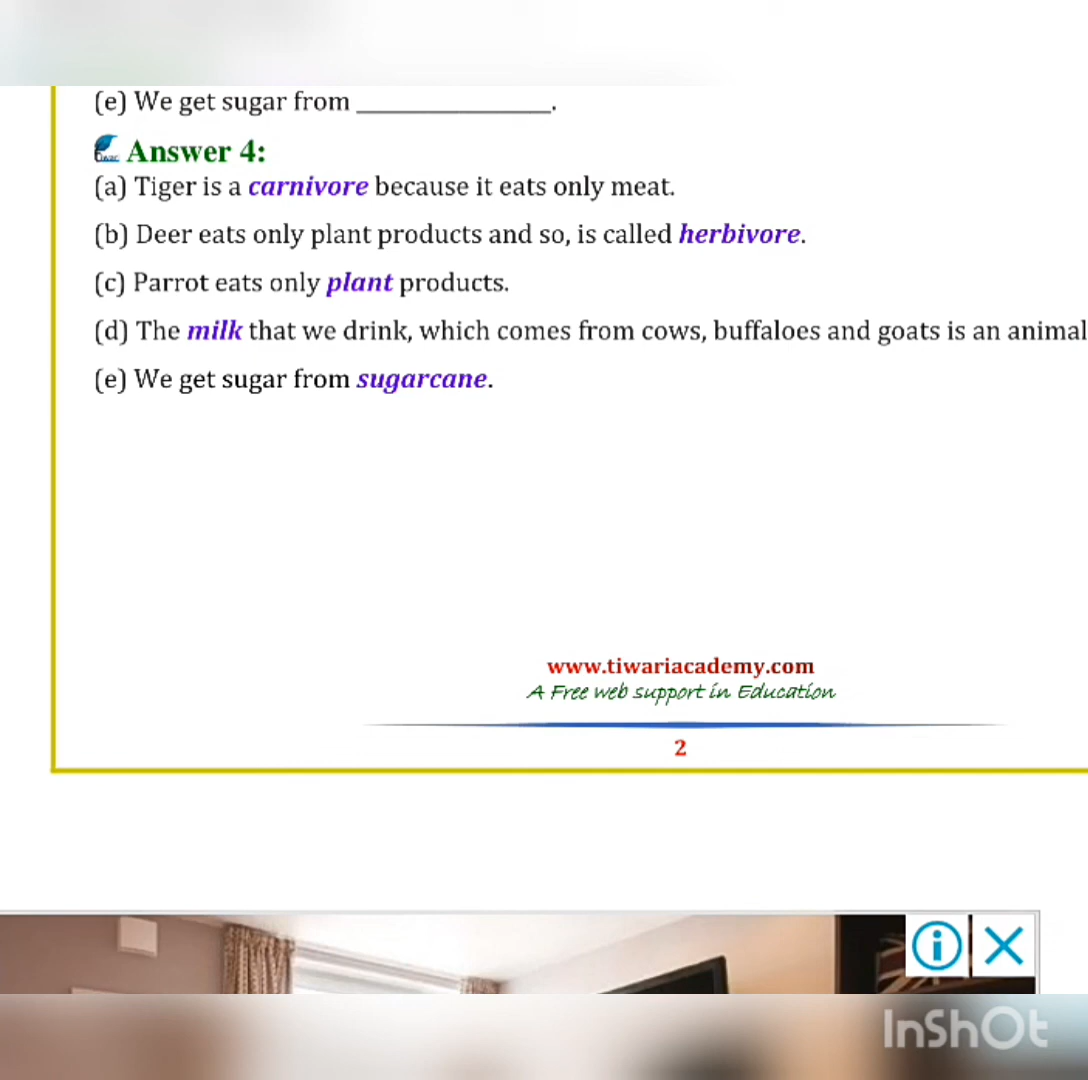 (e) We get sugar from ______________.
Answer 4:
(a) Tiger is a carnivore because it eats only meat.
(b) Deer eats only plant products and so, is called herbivore.
(c) Parrot eats only plant products.
(d) The milk that we drink, which comes from cows, buffaloes and goats is an animal
(e) We get sugar from sugarcane.
www.tiwariacademy.com
A Free web support in Education
2
InShOt